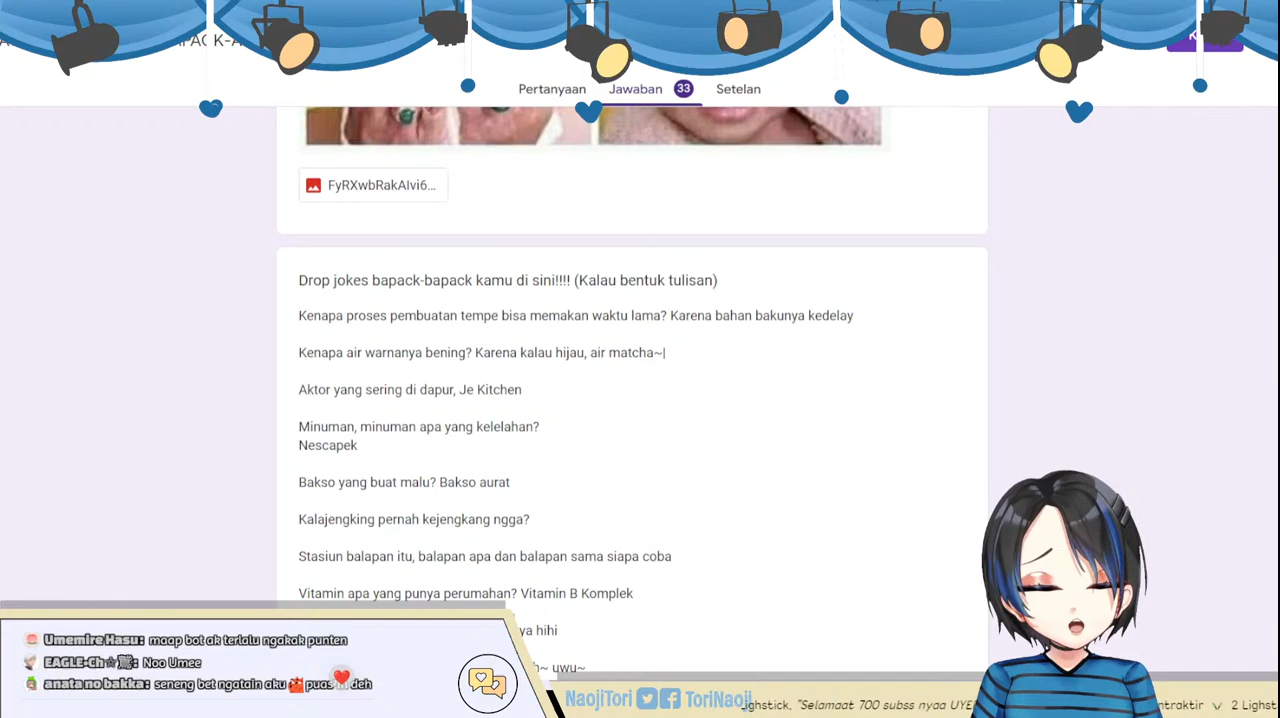 Pertanyaan Jawaban 33 Setelan
FyRXwbRakAIvi6...
Drop jokes bapack-bapack kamu di sini!!!! (Kalau bentuk tulisan)
Kenapa proses pembuatan tempe bisa memakan waktu lama? Karena bahan bakunya kedelay
Kenapa air warnanya bening? Karena kalau hijau, air matcha~|
Aktor yang sering di dapur, Je Kitchen
Minuman, minuman apa yang kelelahan?
Nescapek
Bakso yang buat malu? Bakso aurat
Kalajengking pernah kejengkang ngga?
Stasiun balapan itu, balapan apa dan balapan sama siapa coba
Vitamin apa yang punya perumahan? Vitamin B Komplek
ya hihi
~ uwu~
Umemire Hasu: maap bot ak terlalu ngakak punten
EAGLE-Ch☆鷲: Noo Umee
anata no bakka: seneng bet ngatain aku puas deh
NaojiTori ToriNaoji
ghstick, "Selamaat 700 subss nyaa UYE
ntraktir 2 Lighst